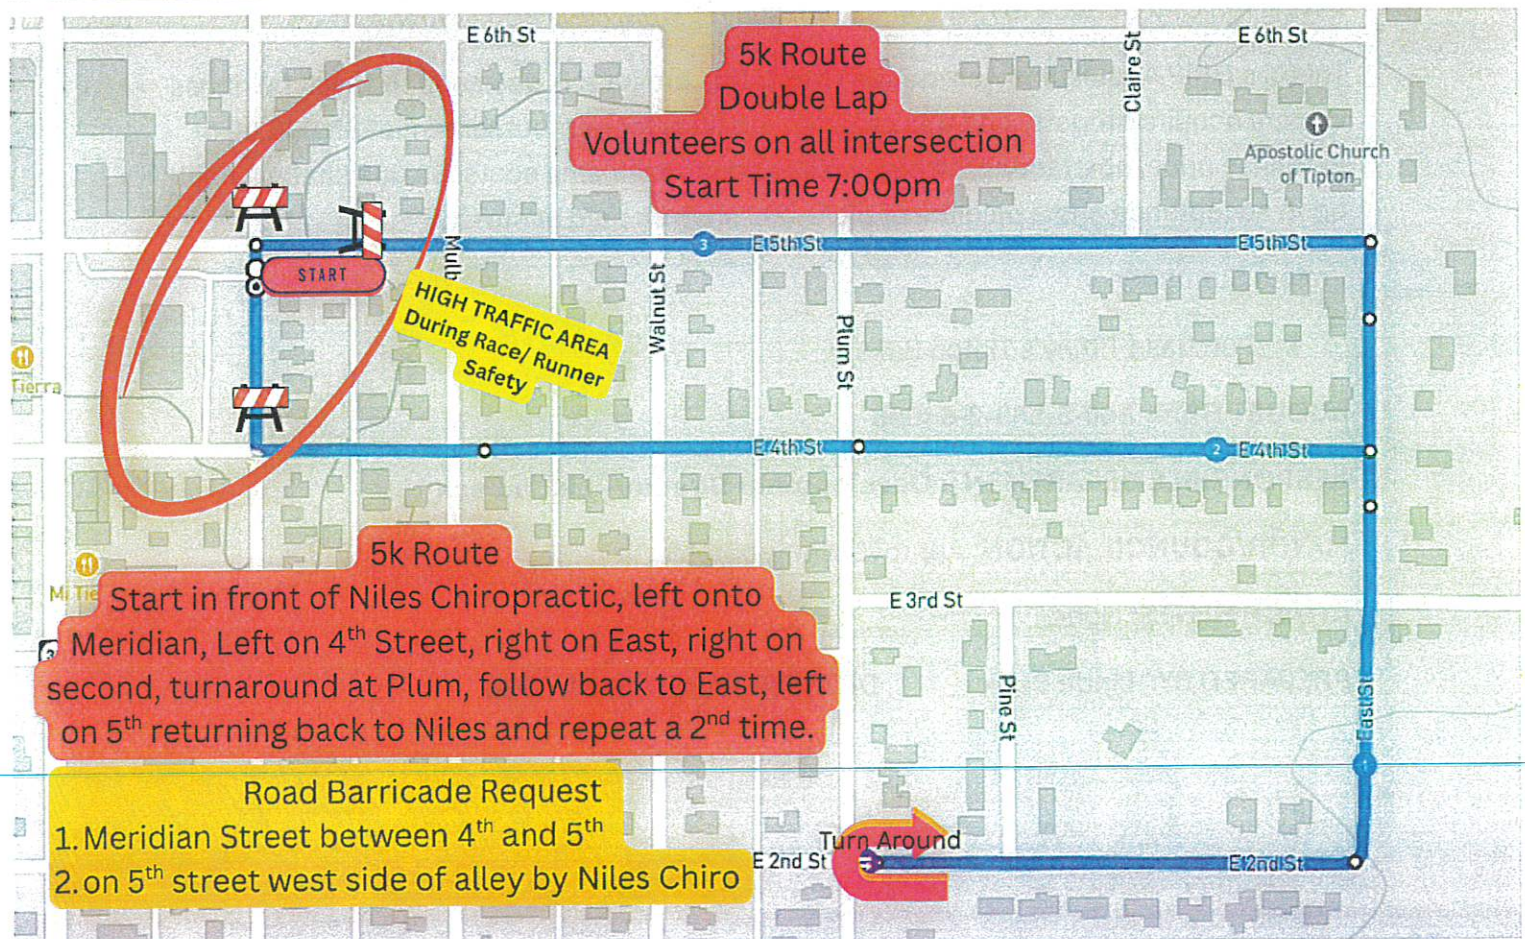 E 6th St
E 6th St
Claire St
5k Route
Double Lap
Volunteers on all intersection
Start Time 7:00pm
Apostolic Church
of Tipton
3
E 5th St
E 5th St
START
Mulb
Walnut St
Plum St
HIGH TRAFFIC AREA
During Race/ Runner
Safety
Tierra
E 4th St
2
E 4th St
Mi Tie
5k Route
Start in front of Niles Chiropractic, left onto
Meridian, Left on 4th Street, right on East, right on
second, turnaround at Plum, follow back to East, left
on 5th returning back to Niles and repeat a 2nd time.
E 3rd St
Pine St
East St
1
Road Barricade Request
1. Meridian Street between 4th and 5th
2. on 5th street west side of alley by Niles Chiro
Turn Around
E 2nd St
E 2nd St